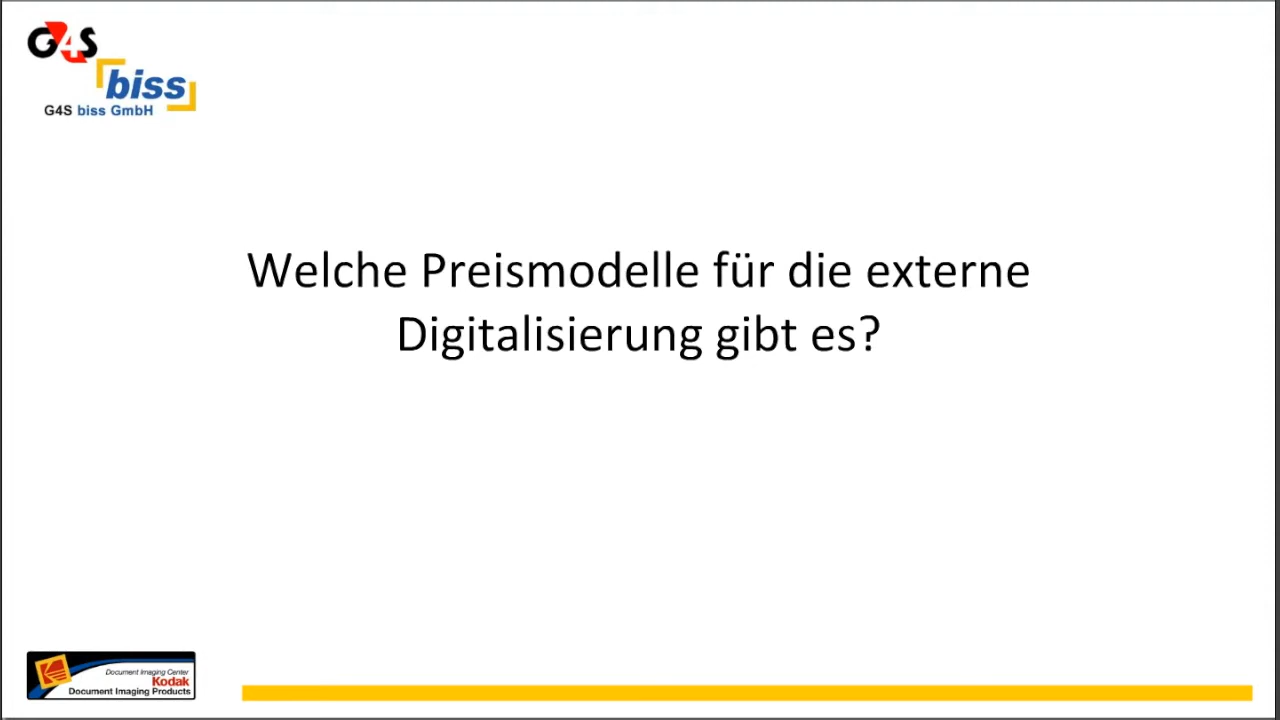 G4S
biss
G4S biss GmbH
Welche Preismodelle für die externe
Digitalisierung gibt es?
Document Imaging Center
Kodak
Document Imaging Products